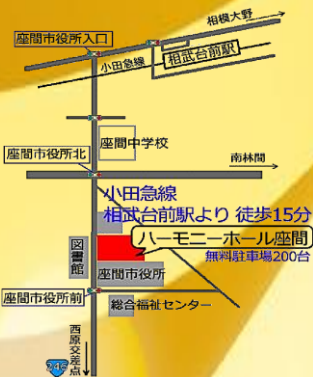 相模大野
座間市役所入口
小田急線
相武台前駅
座間中学校
座間市役所北
南林間
小田急線
相武台前駅より 徒歩15分
ハーモニーホール座間
無料駐車場200台
図書館
座間市役所
座間市役所前
総合福祉センター
西原交差点